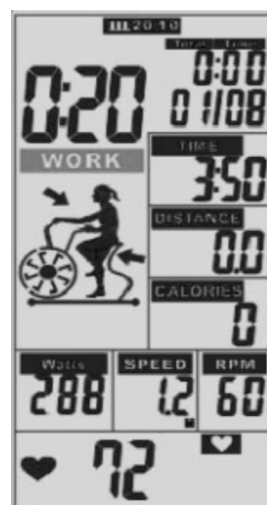 20:10
Total Time
0:20
0:00
01/08
WORK
TIME
3:50
DISTANCE
0.0
CALORIES
0
Watts
SPEED
RPM
288
1.2
60
M
72